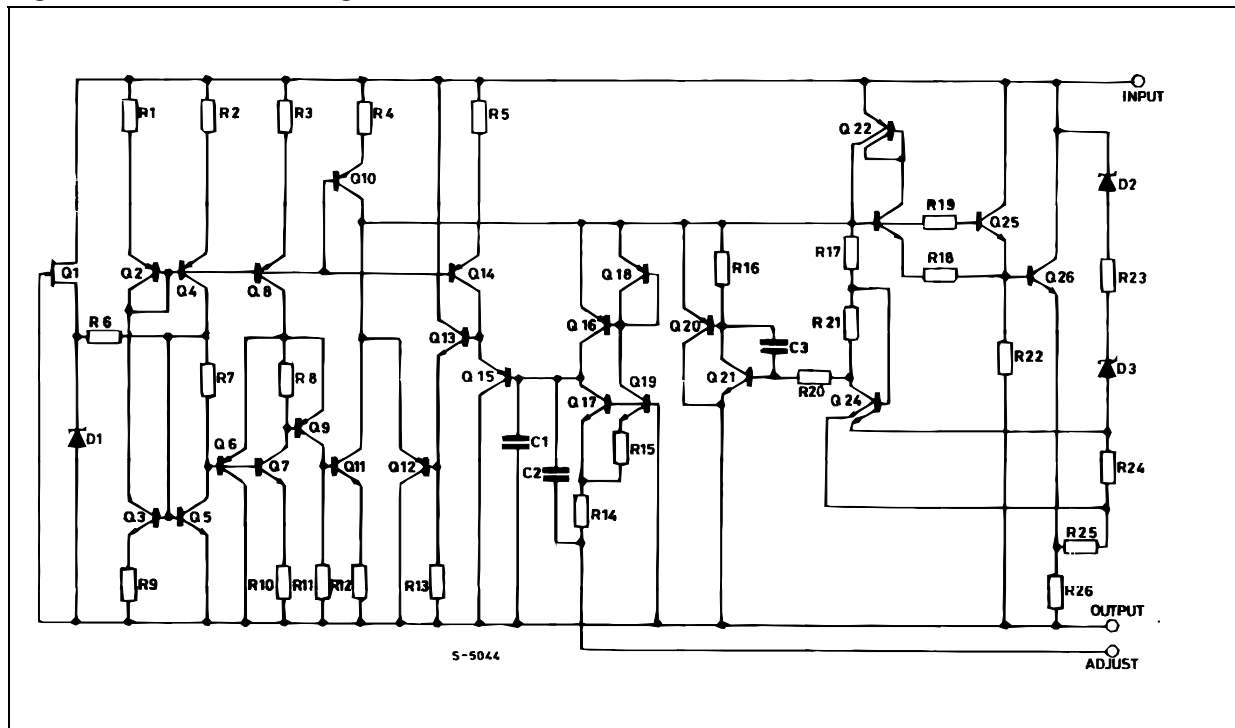 R1
R2
R3
R4
R5
INPUT
Q22
Q10
D2
R19
Q25
Q1
Q2
Q4
Q8
Q14
Q18
R17
R18
R16
Q26
R23
R6
Q13
Q16
Q20
R21
C3
R7
R8
Q15
Q19
Q21
R20
R22
D3
Q17
Q24
D1
Q6
Q9
Q7
Q11
Q12
C1
R15
C2
R24
Q3
Q5
R14
R25
R9
R10
R11
R12
R13
R26
OUTPUT
S-5044
ADJUST